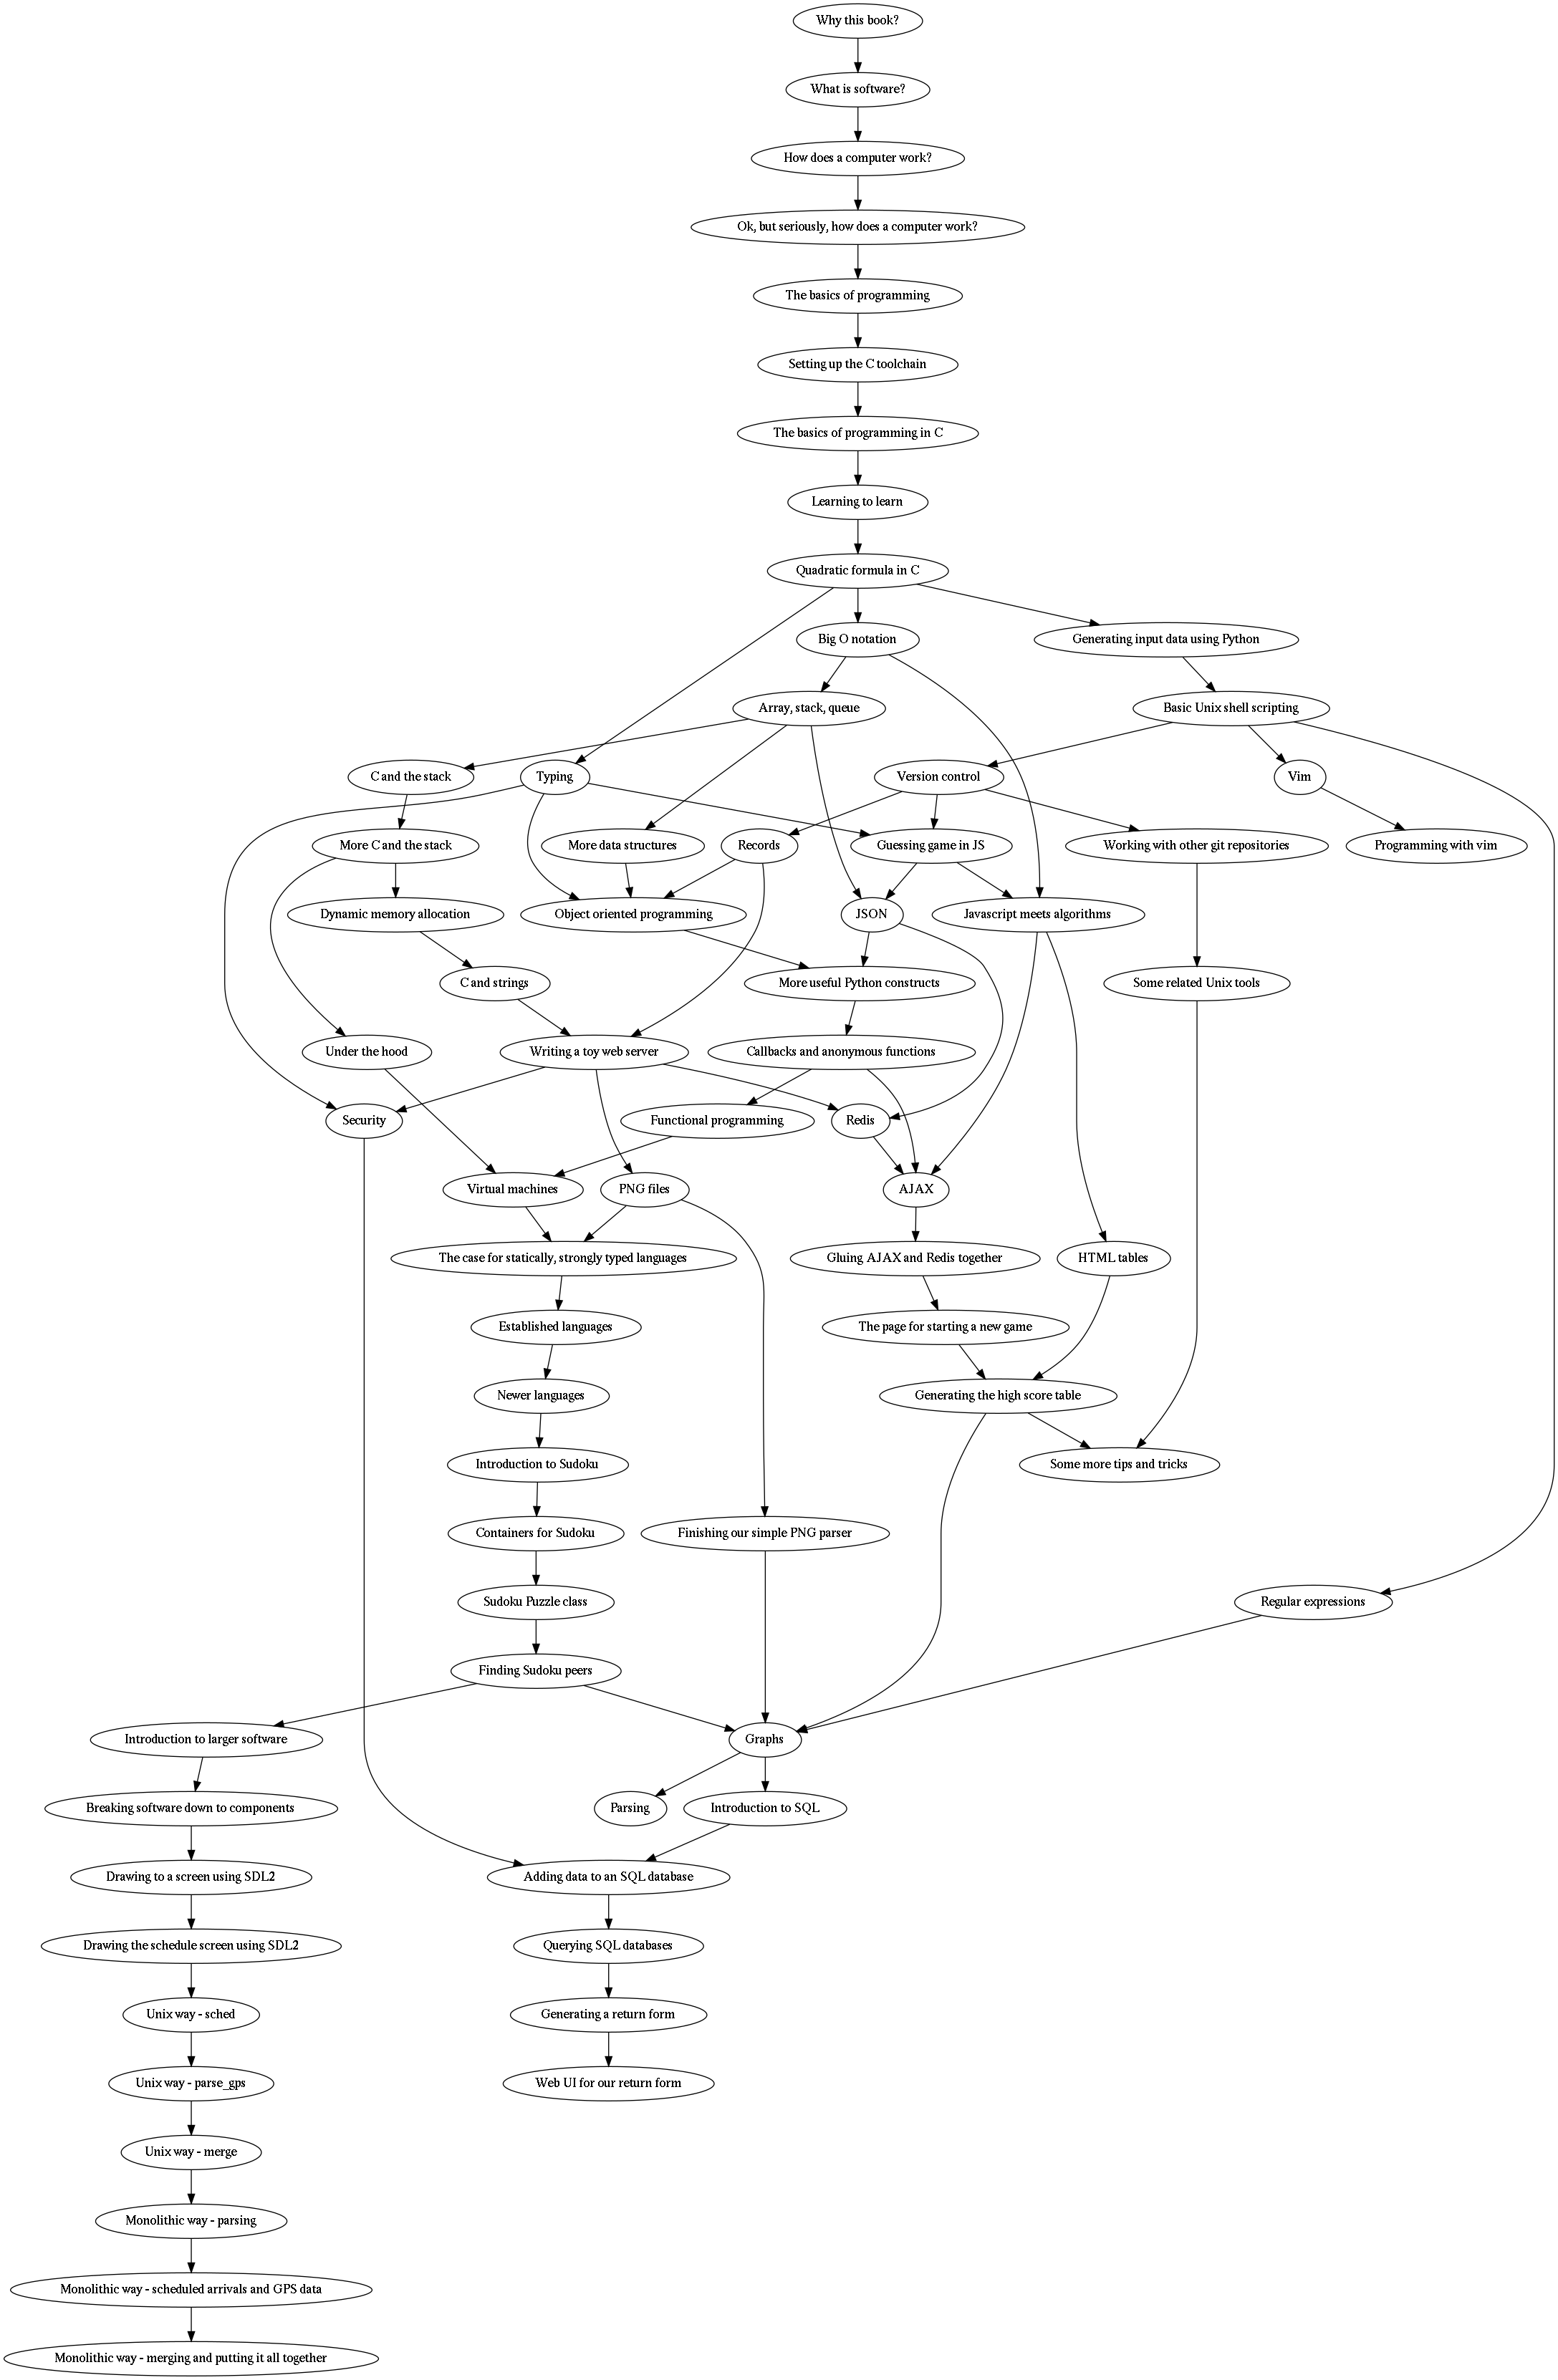 Why this book?
What is software?
How does a computer work?
Ok, but seriously, how does a computer work?
The basics of programming
Setting up the C toolchain
The basics of programming in C
Learning to learn
Quadratic formula in C
Big O notation
Generating input data using Python
Array, stack, queue
Basic Unix shell scripting
C and the stack
Typing
Version control
Vim
More C and the stack
More data structures
Records
Guessing game in JS
Working with other git repositories
Programming with vim
Dynamic memory allocation
Object oriented programming
JSON
Javascript meets algorithms
C and strings
More useful Python constructs
Some related Unix tools
Under the hood
Writing a toy web server
Callbacks and anonymous functions
Security
Functional programming
Redis
Virtual machines
PNG files
AJAX
The case for statically, strongly typed languages
Gluing AJAX and Redis together
HTML tables
Established languages
The page for starting a new game
Newer languages
Generating the high score table
Introduction to Sudoku
Some more tips and tricks
Containers for Sudoku
Finishing our simple PNG parser
Sudoku Puzzle class
Regular expressions
Finding Sudoku peers
Introduction to larger software
Graphs
Breaking software down to components
Parsing
Introduction to SQL
Drawing to a screen using SDL2
Adding data to an SQL database
Drawing the schedule screen using SDL2
Querying SQL databases
Unix way - sched
Generating a return form
Unix way - parse_gps
Web UI for our return form
Unix way - merge
Monolithic way - parsing
Monolithic way - scheduled arrivals and GPS data
Monolithic way - merging and putting it all together